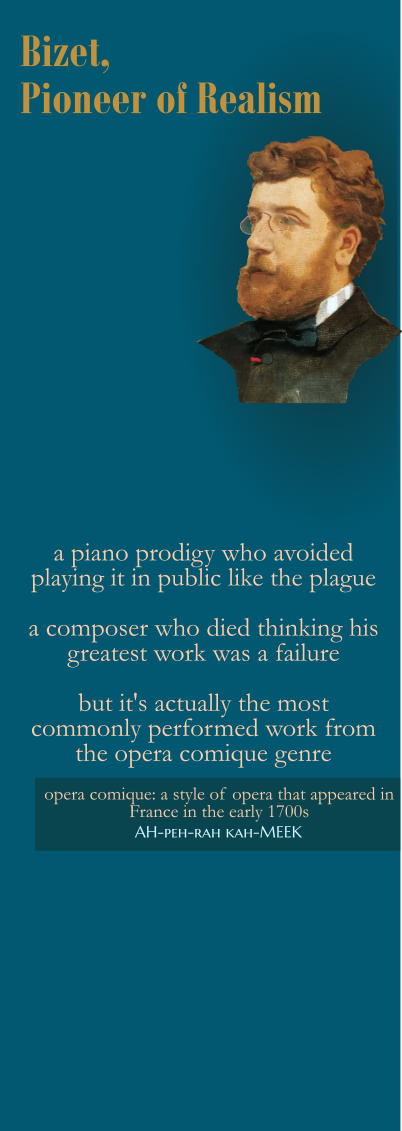 Bizet,
Pioneer of Realism
a piano prodigy who avoided
playing it in public like the plague
a composer who died thinking his
greatest work was a failure
but it's actually the most
commonly performed work from
the opera comique genre
opera comique: a style of opera that appeared in
France in the early 1700s
AH-PEH-RAH KAH-MEEK